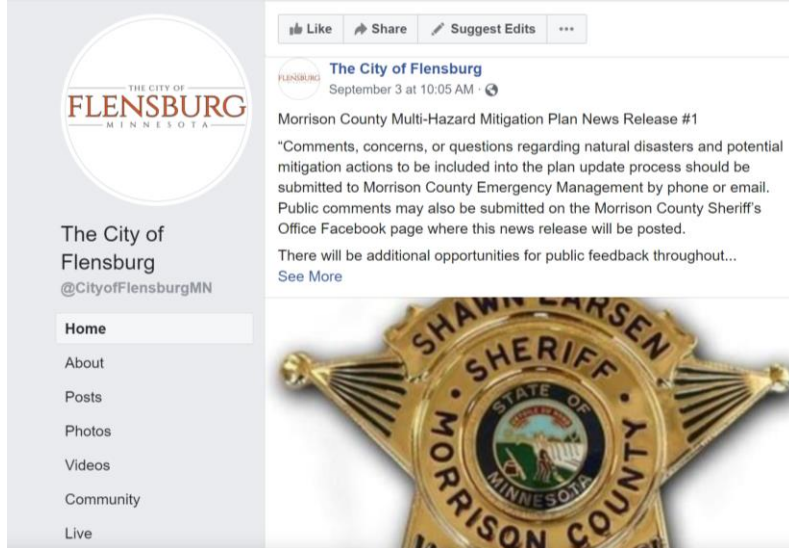 THE CITY OF
FLENSBURG
MINNESOTA
The City of
Flensburg
@CityofFlensburgMN
Home
About
Posts
Photos
Videos
Community
Live
Like Share Suggest Edits
FLENSBURG
The City of Flensburg
September 3 at 10:05 AM ·
Morrison County Multi-Hazard Mitigation Plan News Release #1
“Comments, concerns, or questions regarding natural disasters and potential
mitigation actions to be included into the plan update process should be
submitted to Morrison County Emergency Management by phone or email.
Public comments may also be submitted on the Morrison County Sheriff’s
Office Facebook page where this news release will be posted.
There will be additional opportunities for public feedback throughout...
See More
SHAWN LARSEN
SHERIFF
STATE OF
MINNESOTA
MORRISON COUNTY